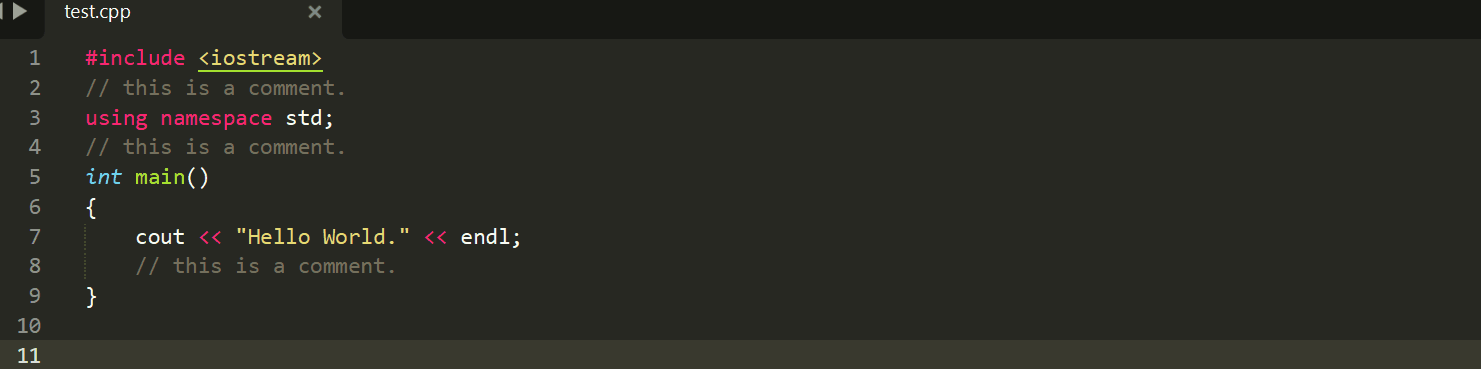 test.cpp ×
1 #include <iostream>
2 // this is a comment.
3 using namespace std;
4 // this is a comment.
5 int main()
6 {
7     cout << "Hello World." << endl;
8     // this is a comment.
9 }
10
11